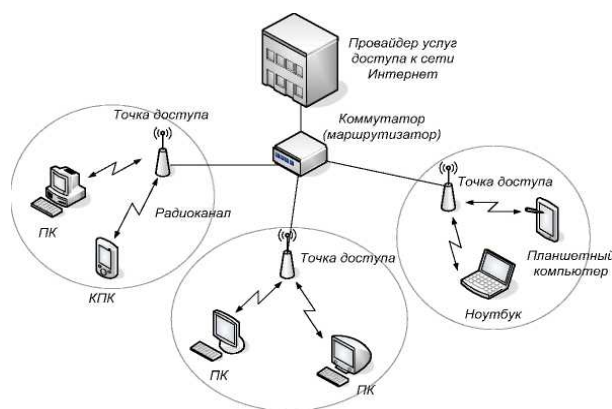 Провайдер услуг
доступа к сети
Интернет
Точка доступа
Коммутатор
(маршрутизатор)
Точка доступа
Радиоканал
ПК
КПК
Точка доступа
Планшетный
компьютер
Ноутбук
ПК
ПК